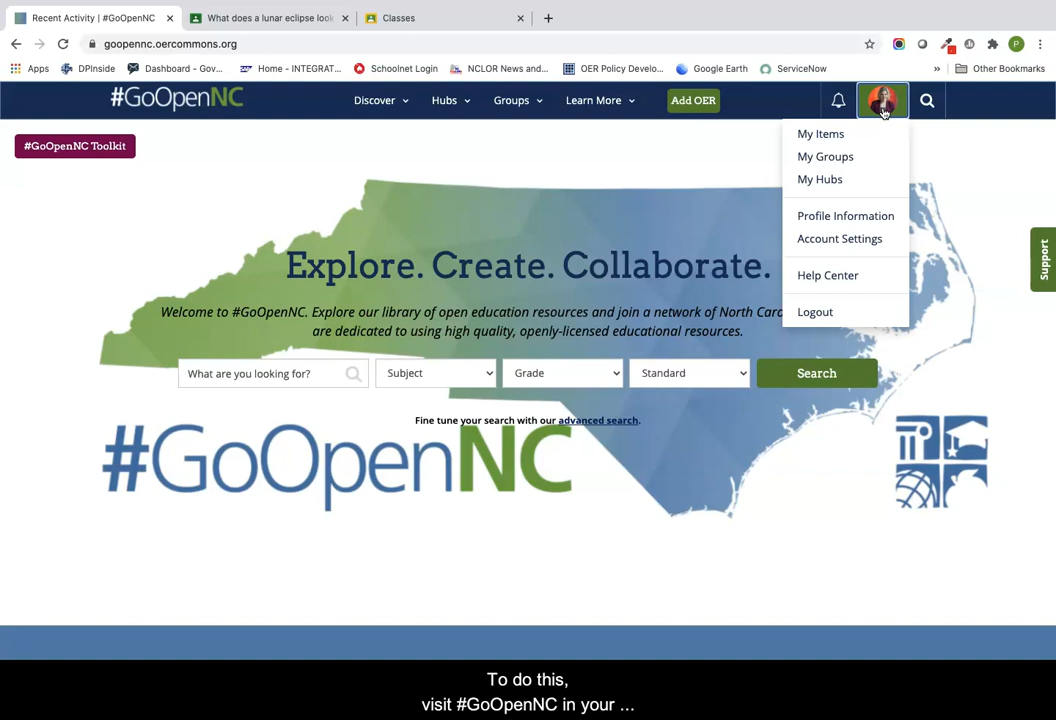 Recent Activity | #GoOpenNC
What does a lunar eclipse look
Classes
goopennc.oercommons.org
P
Apps
DPInside
Dashboard - Gov...
Home - INTEGRAT...
Schoolnet Login
NCLOR News and...
OER Policy Develo...
Google Earth
ServiceNow
»
Other Bookmarks
#GoOpenNC
Discover
Hubs
Groups
Learn More
Add OER
#GoOpenNC Toolkit
My Items
My Groups
My Hubs
Profile Information
Account Settings
Help Center
Logout
Support
Explore. Create. Collaborate.
Welcome to #GoOpenNC. Explore our library of open education resources and join a network of North Caro
are dedicated to using high quality, openly-licensed educational resources.
What are you looking for?
Subject
Grade
Standard
Search
Fine tune your search with our advanced search.
#GoOpenNC
To do this,
visit #GoOpenNC in your ...